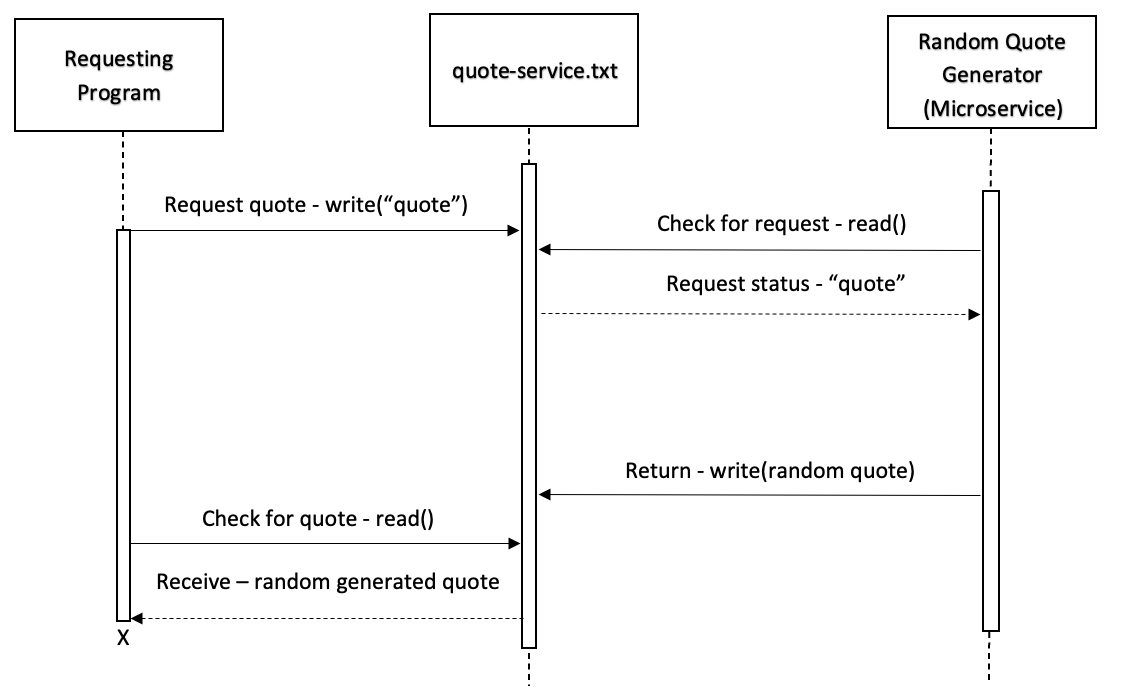 Requesting
Program
quote-service.txt
Random Quote
Generator
(Microservice)
Request quote - write(“quote”)
Check for request - read()
Request status - “quote”
Return - write(random quote)
Check for quote - read()
Receive – random generated quote
X